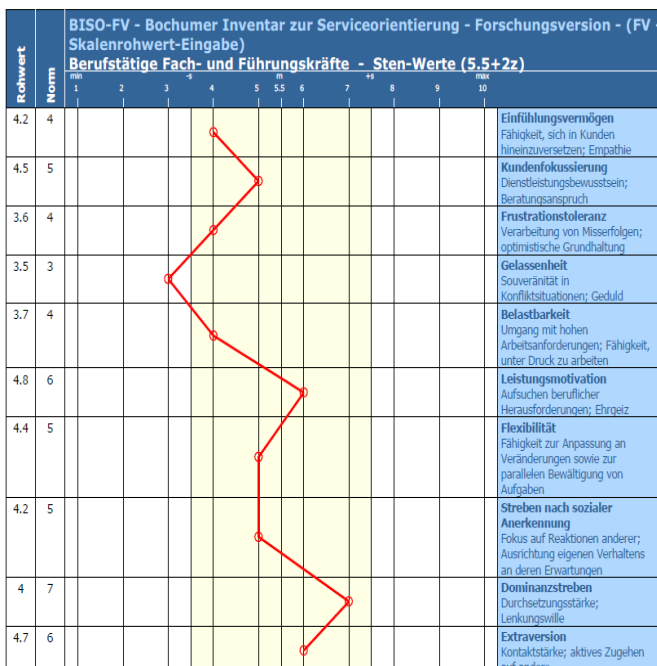 BISO-FV - Bochumer Inventar zur Serviceorientierung - Forschungsversion - (FV -
Skalenrohwert-Eingabe)
Berufstätige Fach- und Führungskräfte - Sten-Werte (5.5+2z)
Rohwert
Norm
min -s m +s max
1 2 3 4 5 5.5 6 7 8 9 10
4.2 4 Einfühlungsvermögen
Fähigkeit, sich in Kunden
hineinzuversetzen; Empathie
4.5 5 Kundenfokussierung
Dienstleistungsbewusstsein;
Beratungsanspruch
3.6 4 Frustrationstoleranz
Verarbeitung von Misserfolgen;
optimistische Grundhaltung
3.5 3 Gelassenheit
Souveränität in
Konfliktsituationen; Geduld
3.7 4 Belastbarkeit
Umgang mit hohen
Arbeitsanforderungen; Fähigkeit,
unter Druck zu arbeiten
4.8 6 Leistungsmotivation
Aufsuchen beruflicher
Herausforderungen; Ehrgeiz
4.4 5 Flexibilität
Fähigkeit zur Anpassung an
Veränderungen sowie zur
parallelen Bewältigung von
Aufgaben
4.2 5 Streben nach sozialer
Anerkennung
Fokus auf Reaktionen anderer;
Ausrichtung eigenen Verhaltens
an deren Erwartungen
4 7 Dominanzstreben
Durchsetzungsstärke;
Lenkungswille
4.7 6 Extraversion
Kontaktstärke; aktives Zugehen